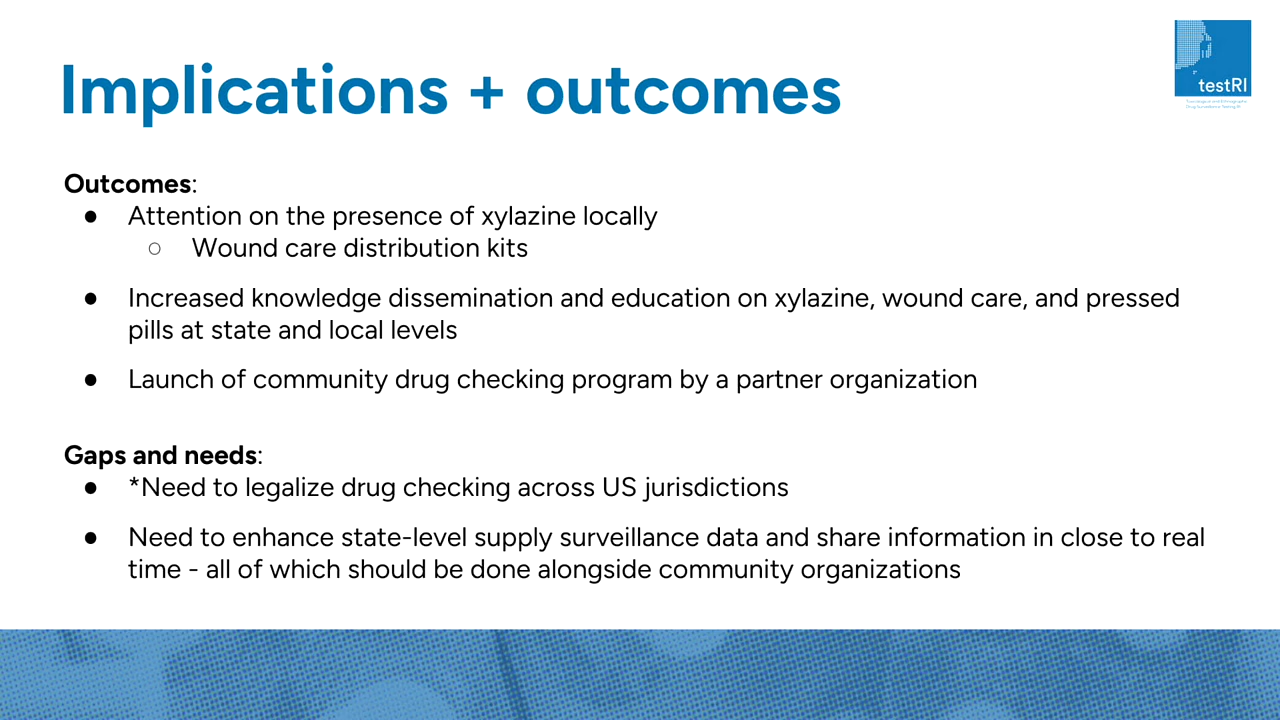 Implications + outcomes
testRI
Outcomes:
● Attention on the presence of xylazine locally
○ Wound care distribution kits
● Increased knowledge dissemination and education on xylazine, wound care, and pressed
pills at state and local levels
● Launch of community drug checking program by a partner organization
Gaps and needs:
● *Need to legalize drug checking across US jurisdictions
● Need to enhance state-level supply surveillance data and share information in close to real
time - all of which should be done alongside community organizations